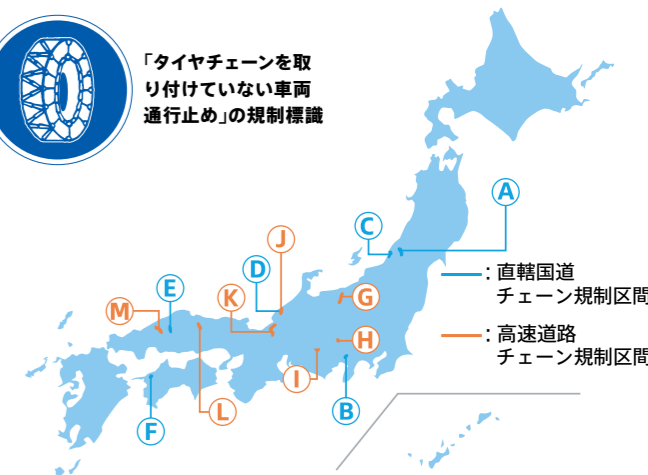 「タイヤチェーンを取
り付けていない車両
通行止め」の規制標識
A
C
J
D
E
K
G
M
H
I
L
B
F
：直轄国道
チェーン規制区間
：高速道路
チェーン規制区間